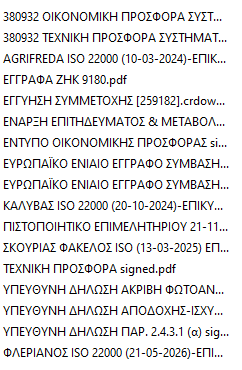 380932 ΟΙΚΟΝΟΜΙΚΗ ΠΡΟΣΦΟΡΑ ΣΥΣΤ...
380932 ΤΕΧΝΙΚΗ ΠΡΟΣΦΟΡΑ ΣΥΣΤΗΜΑΤ...
AGRIFREDA ISO 22000 (10-03-2024)-ΕΠΙΚ...
ΕΓΓΡΑΦΑ ΖΗΚ 9180.pdf
ΕΓΓΥΗΣΗ ΣΥΜΜΕΤΟΧΗΣ [259182].crdow...
ΕΝΑΡΞΗ ΕΠΙΤΗΔΕΥΜΑΤΟΣ & ΜΕΤΑΒΟΛ...
ΕΝΤΥΠΟ ΟΙΚΟΝΟΜΙΚΗΣ ΠΡΟΣΦΟΡΑΣ si...
ΕΥΡΩΠΑΪΚΟ ΕΝΙΑΙΟ ΕΓΓΡΑΦΟ ΣΥΜΒΑΣΗ...
ΕΥΡΩΠΑΪΚΟ ΕΝΙΑΙΟ ΕΓΓΡΑΦΟ ΣΥΜΒΑΣΗ...
ΚΑΛΥΒΑΣ ISO 22000 (20-10-2024)-ΕΠΙΚΥ...
ΠΙΣΤΟΠΟΙΗΤΙΚΟ ΕΠΙΜΕΛΗΤΗΡΙΟΥ 21-11...
ΣΚΟΥΡΙΑΣ ΦΑΚΕΛΟΣ ISO (13-03-2025) ΕΠ...
ΤΕΧΝΙΚΗ ΠΡΟΣΦΟΡΑ signed.pdf
ΥΠΕΥΘΥΝΗ ΔΗΛΩΣΗ ΑΚΡΙΒΗ ΦΩΤΟΑΝ...
ΥΠΕΥΘΥΝΗ ΔΗΛΩΣΗ ΑΠΟΔΟΧΗΣ-ΙΣΧΥ...
ΥΠΕΥΘΥΝΗ ΔΗΛΩΣΗ ΠΑΡ. 2.4.3.1 (α) sig...
ΦΛΕΡΙΑΝΟΣ ISO 22000 (21-05-2026)-ΕΠΙ...